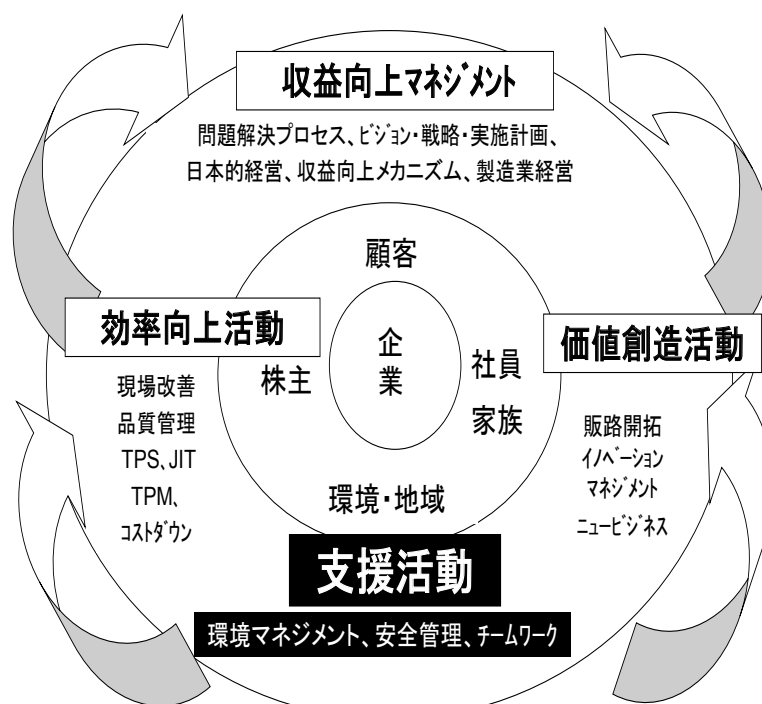 収益向上マネジメント
問題解決プロセス、ビジョン・戦略・実施計画、
日本的経営、収益向上メカニズム、製造業経営
顧客
企
業
株主
社員
家族
環境・地域
効率向上活動
現場改善
品質管理
TPS、JIT
TPM、
コストダウン
価値創造活動
販路開拓
イノベーション
マネジメント
ニュービジネス
支援活動
環境マネジメント、安全管理、チームワーク